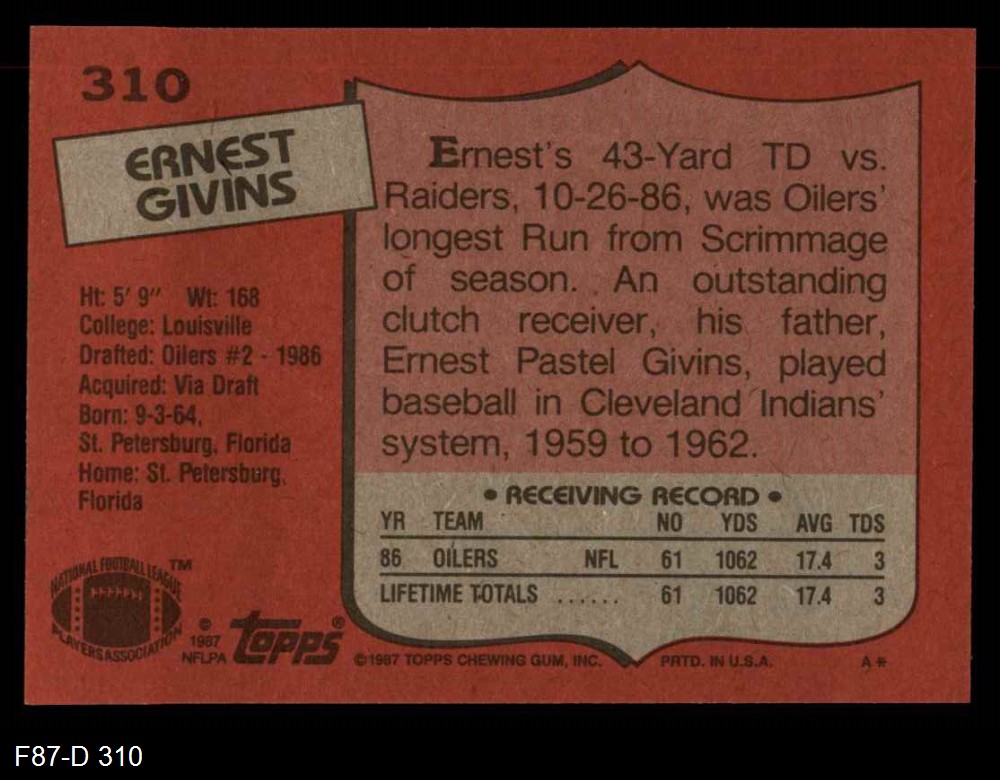 310
ERNEST
GIVINS
Ht: 5' 9" Wt: 168
College: Louisville
Drafted: Oilers #2 - 1986
Acquired: Via Draft
Born: 9-3-64,
St. Petersburg, Florida
Home: St. Petersburg,
Florida
Ernest's 43-Yard TD vs.
Raiders, 10-26-86, was Oilers'
longest Run from Scrimmage
of season. An outstanding
clutch receiver, his father,
Ernest Pastel Givins, played
baseball in Cleveland Indians'
system, 1959 to 1962.
• RECEIVING RECORD •
YR TEAM NO YDS AVG TDS
86 OILERS NFL 61 1062 17.4 3
LIFETIME TOTALS ...... 61 1062 17.4 3
NATIONAL FOOTBALL LEAGUE ™
PLAYERS ASSOCIATION
©
1987
NFLPA
topps®
©1987 TOPPS CHEWING GUM, INC. PRTD. IN U.S.A. A*
F87-D 310